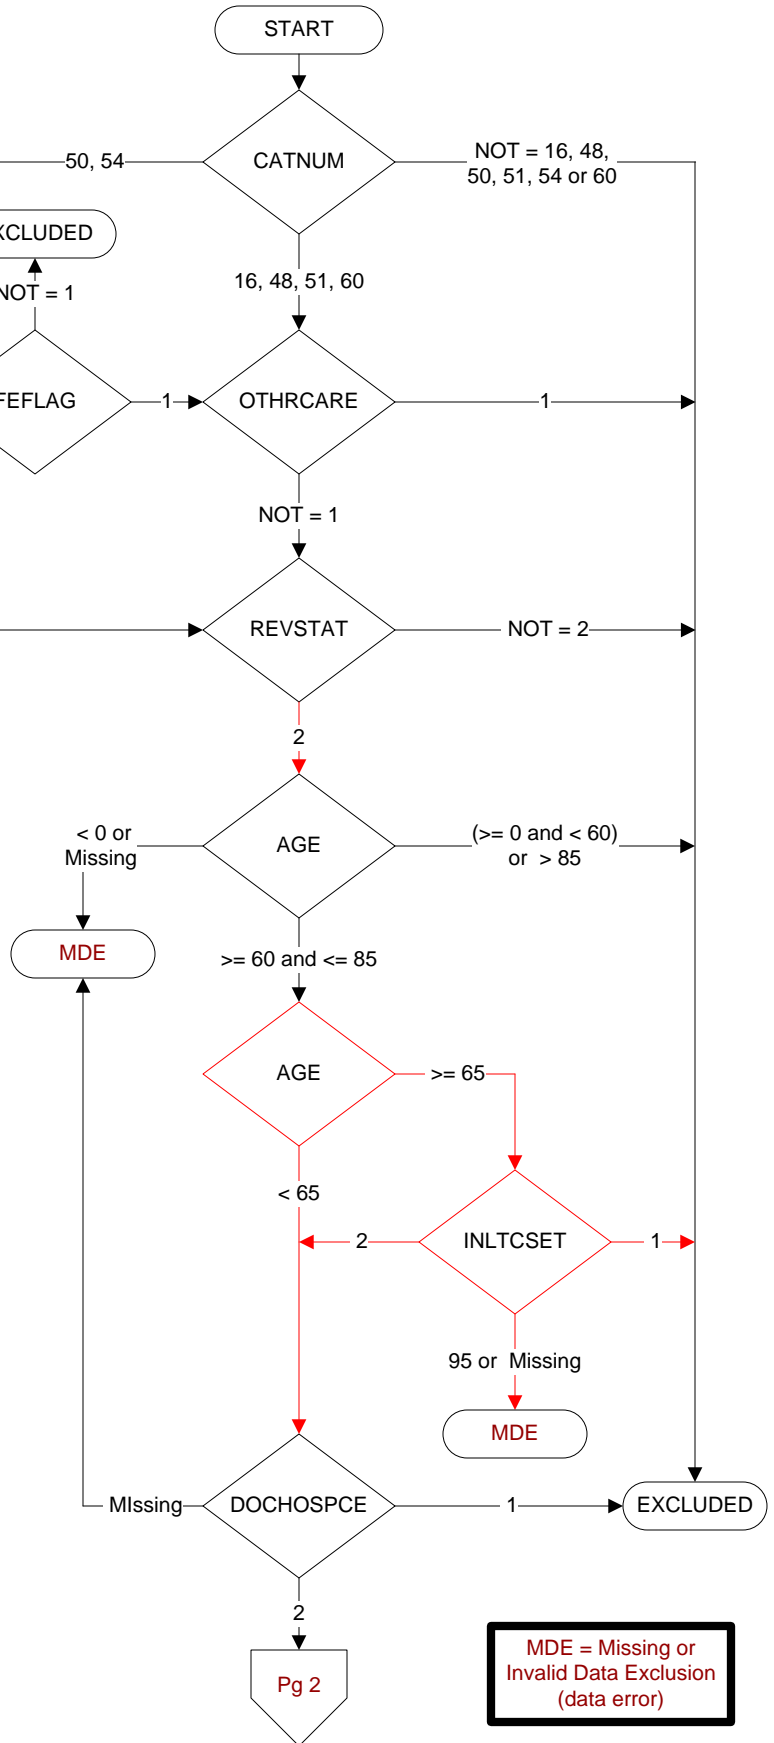 START
CATNUM
50, 54
NOT = 16, 48,
50, 51, 54 or 60
XCLUDED
16, 48, 51, 60
NOT = 1
FEFLAG
1
OTHRCARE
1
NOT = 1
REVSTAT
NOT = 2
2
AGE
< 0 or
Missing
(>= 0 and < 60)
or > 85
MDE
>= 60 and <= 85
AGE
>= 65
< 65
2
INLTCSET
1
95 or Missing
MDE
MIssing
DOCHOSPCE
1
EXCLUDED
2
Pg 2
MDE = Missing or
Invalid Data Exclusion
(data error)